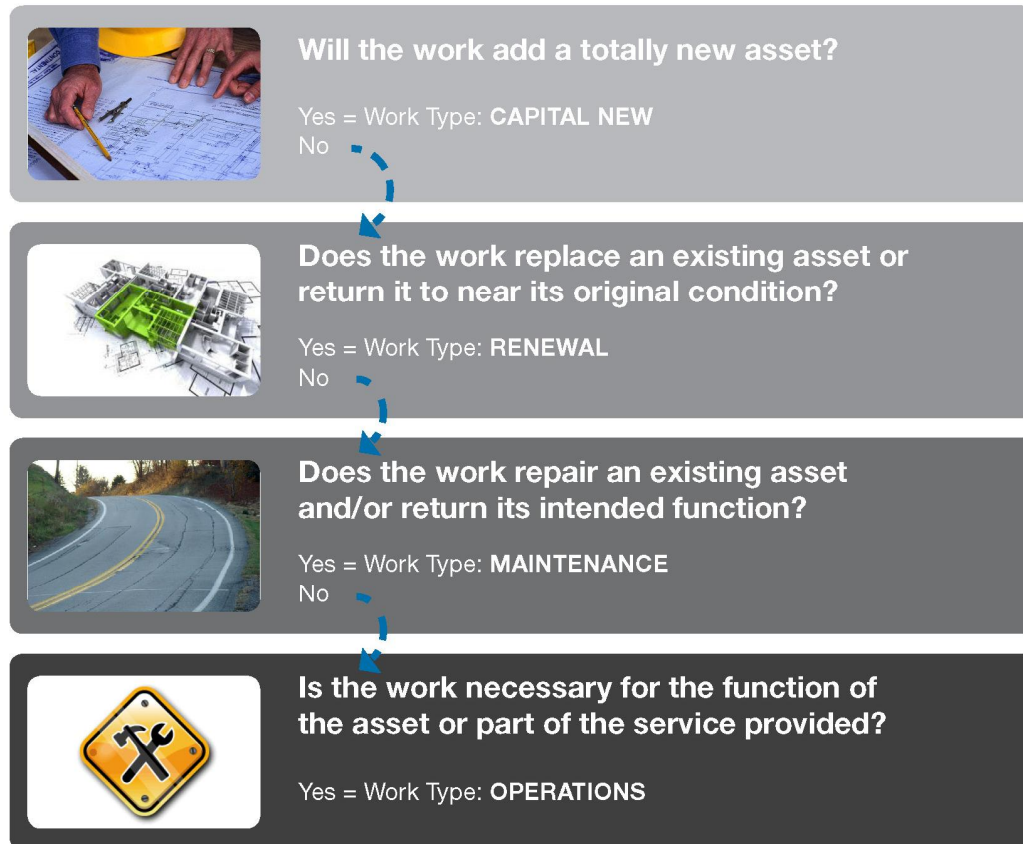 Will the work add a totally new asset?
Yes = Work Type: CAPITAL NEW
No
Does the work replace an existing asset or
return it to near its original condition?
Yes = Work Type: RENEWAL
No
Does the work repair an existing asset
and/or return its intended function?
Yes = Work Type: MAINTENANCE
No
Is the work necessary for the function of
the asset or part of the service provided?
Yes = Work Type: OPERATIONS